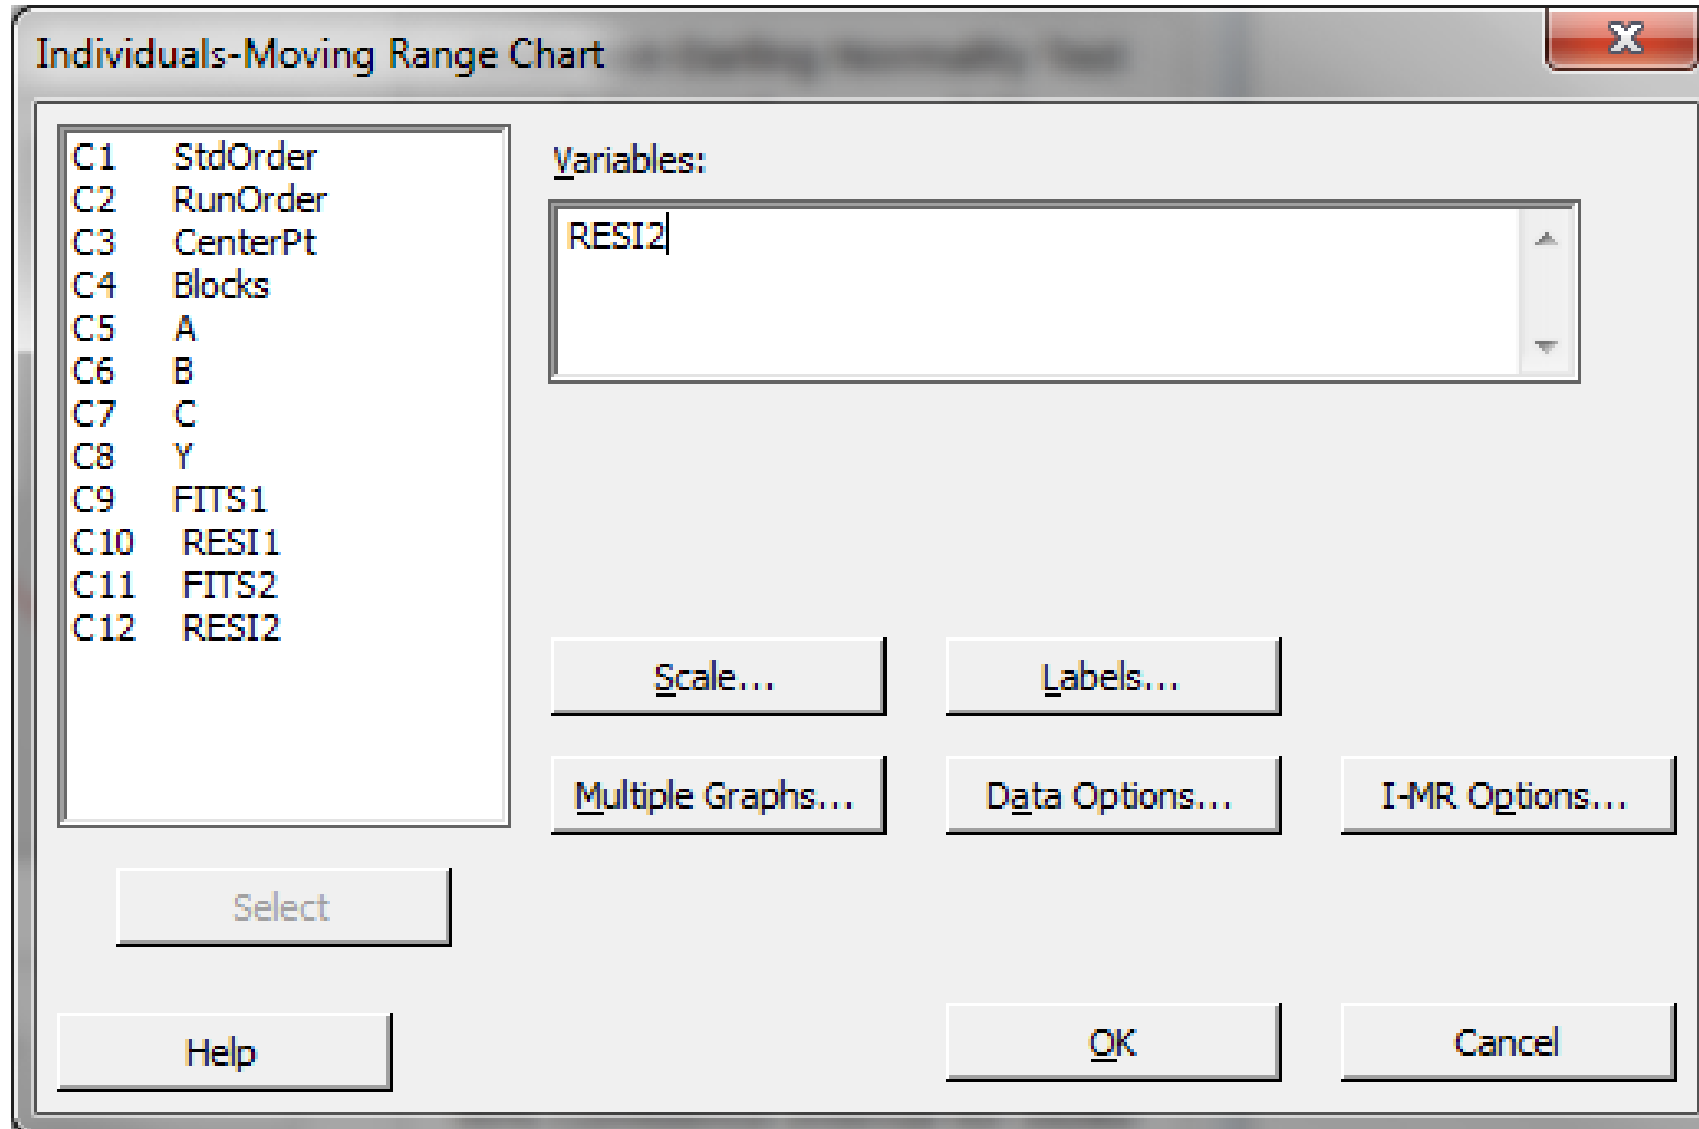 Individuals-Moving Range Chart
C1 StdOrder
C2 RunOrder
C3 CenterPt
C4 Blocks
C5 A
C6 B
C7 C
C8 Y
C9 FITS1
C10 RESI1
C11 FITS2
C12 RESI2
Variables:
RESI2
Scale...
Labels...
Multiple Graphs...
Data Options...
I-MR Options...
Select
Help
OK
Cancel